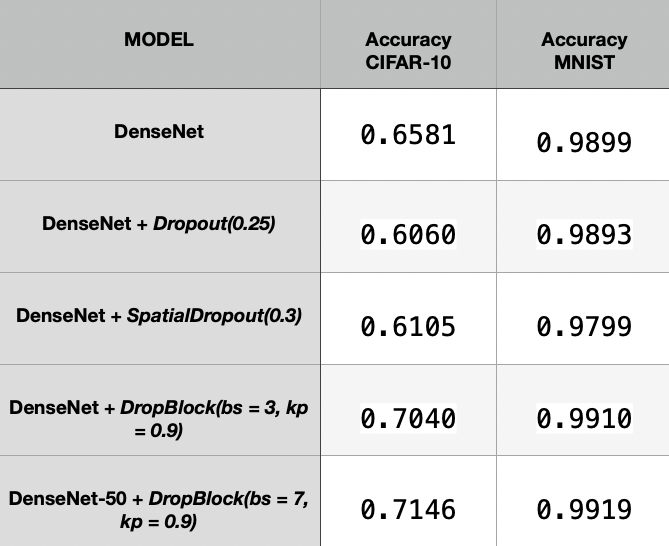 MODEL
Accuracy
CIFAR-10
Accuracy
MNIST
DenseNet
0.6581
0.9899
DenseNet + Dropout(0.25)
0.6060
0.9893
DenseNet + SpatialDropout(0.3)
0.6105
0.9799
DenseNet + DropBlock(bs = 3, kp
= 0.9)
0.7040
0.9910
DenseNet-50 + DropBlock(bs = 7,
kp = 0.9)
0.7146
0.9919